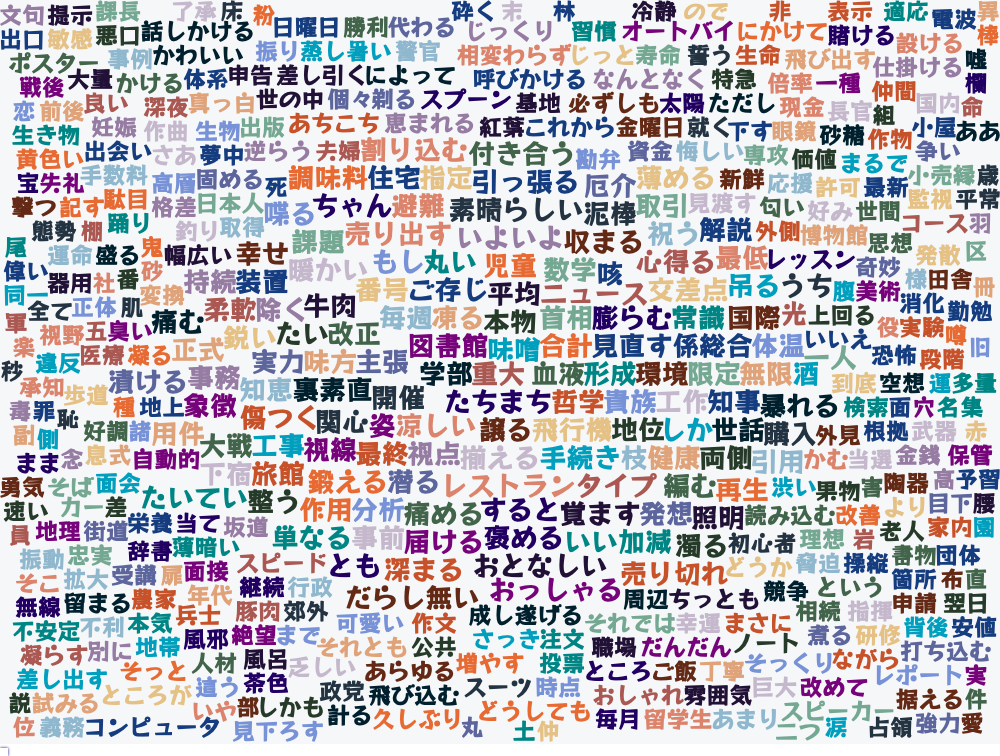 文句 提示 課長 了承 床 粉 砕く 末 林 冷静 ので 非 表示 適応 電波 異
出口 敏感 悪口 話しかける 日曜日 勝利 代わる じっくり 習慣 オートバイ にかけて 賭ける 設ける 棒
ポスター 事例 かわいい 振り 蒸し暑い 警官 相変わらず じっと 寿命 誓う 生命 飛び出す 仕掛ける 嘘
戦後 大量 かける 体系 申告 差し引く によって 呼びかける なんとなく 特急 倍率 一種 仲間 欄
恋 前後 良い 深夜 真っ白 世の中 個々 剃る スプーン 基地 必ずしも 太陽 ただし 現金 長官 組 国内 命
生き物 妊娠 作曲 生物 出版 あちこち 恵まれる 紅葉 これから 金曜日 就く 下す 眼鏡 砂糖 作物 小屋 ああ
黄色い 出会い さあ 夢中 逆らう 夫婦 割り込む 付き合う 勘弁 資金 悔しい 専攻 価値 まるで 争い
宝 失礼 手数料 高層 固める 死 調味料 住宅 指定 引っ張る 厄介 薄める 新鮮 応援 許可 最新 小売 縁 歳
撃つ 記す 駄目 格差 日本人 喋る ちゃん 避難 素晴らしい 泥棒 取引 見渡す 匂い 好み 世間 監視 平常
態勢 棚 踊り 釣り 取得 課題 売り出す いよいよ 収まる 祝う 解説 外側 博物館 思想 コース 羽
尾 運命 盛る 鬼 幅広い 幸せ 暖かい もし 丸い 児童 数学 咳 心得る 最低 レッスン 奇妙 発散 区
偉い 器用 社 番 砂 持続 装置 番号 ご存じ 平均 ニュース 文差点 吊る うち 腹 美術 様 田舎 冊
同一 全て 正体 肌 変換 柔軟 除く 牛肉 毎週 凍る 本物 首相 膨らむ 常識 国際 光 上回る 消化 勤勉
軍 視野 五 臭い 痛む 鋭い たい 改正 図書館 味噌 合計 見直す 係 総合 体温 いいえ 役 実験 噂
楽 違反 医療 凝る 正式 実力 味方 主張 一人 恐怖 段階 旧
秒 承知 歩道 漬ける 事務 知恵 裏 素直 開催 学部 重大 血液 形成 環境 限定 無限 酒 到底 空想 運 多量
毒 罪 恥 種 地上 象徴 傷つく 関心 姿 涼しい たちまち 哲学 貴族 工作 知事 暴れる 検索 面 穴 名 集
副 側 好調 諸 用件 大戦 工事 視線 最終 視点 譲る 飛行機 地位 しか 世話 購入 外見 根拠 武器 赤
まま 念 息 式 自動的 下宿 旅館 鍛える 潜る 揃える 手続き 枝 健康 両側 引用 かむ 当選 金銭 保管
勇気 そば 面会 たいてい 整う レストラン タイプ 編む 再生 渋い 果物 害 陶器 高 予習
速い カー 差 栄養 当て 坂道 作用 分析 痛める すると 覚ます 発想 照明 読み込む 改善 より 目下 腰
員 地理 街道 辞書 薄暗い 単なる 事前 届ける 褒める いい 加減 濁る 初心者 理想 岩 老人 家内 園
振動 忠実 面接 スピード とも 深まる おとなしい 売り切れ どうか 脅迫 操縦 書物 団体
そこ 拡大 受講 扉 継続 行政 だらし無い おっしゃる 周辺 ちっとも 競争 という 箇所 布 直
無線 留まる 農家 年代 豚肉 郊外 成し遂げる 相続 指揮 申請 翌日
不安定 不利 本気 兵士 風邪 絶望 まで 可愛い 作文 さっき 注文 それでは 幸運 まさに 背後 安値
凝らす 別に 地帯 それとも 公共 職場 だんだん ノート 煮る 研修 打ち込む
差し出す そっと 人材 風呂 乏しい あらゆる 増やす 投票 ところ ご飯 丁寧 そっくり ながら レポート 実
説 試みる ところが 違う 茶色 政党 飛び込む スーツ 時点 おしゃれ 雰囲気 巨大 改めて 据える 件
位 義務 コンピュータ いや 部 しかも 見下ろす 計る 久しぶり 丸 どうしても 土 仲 毎月 留学生 あまり スピーカー 二つ 涙 占領 強力 愛